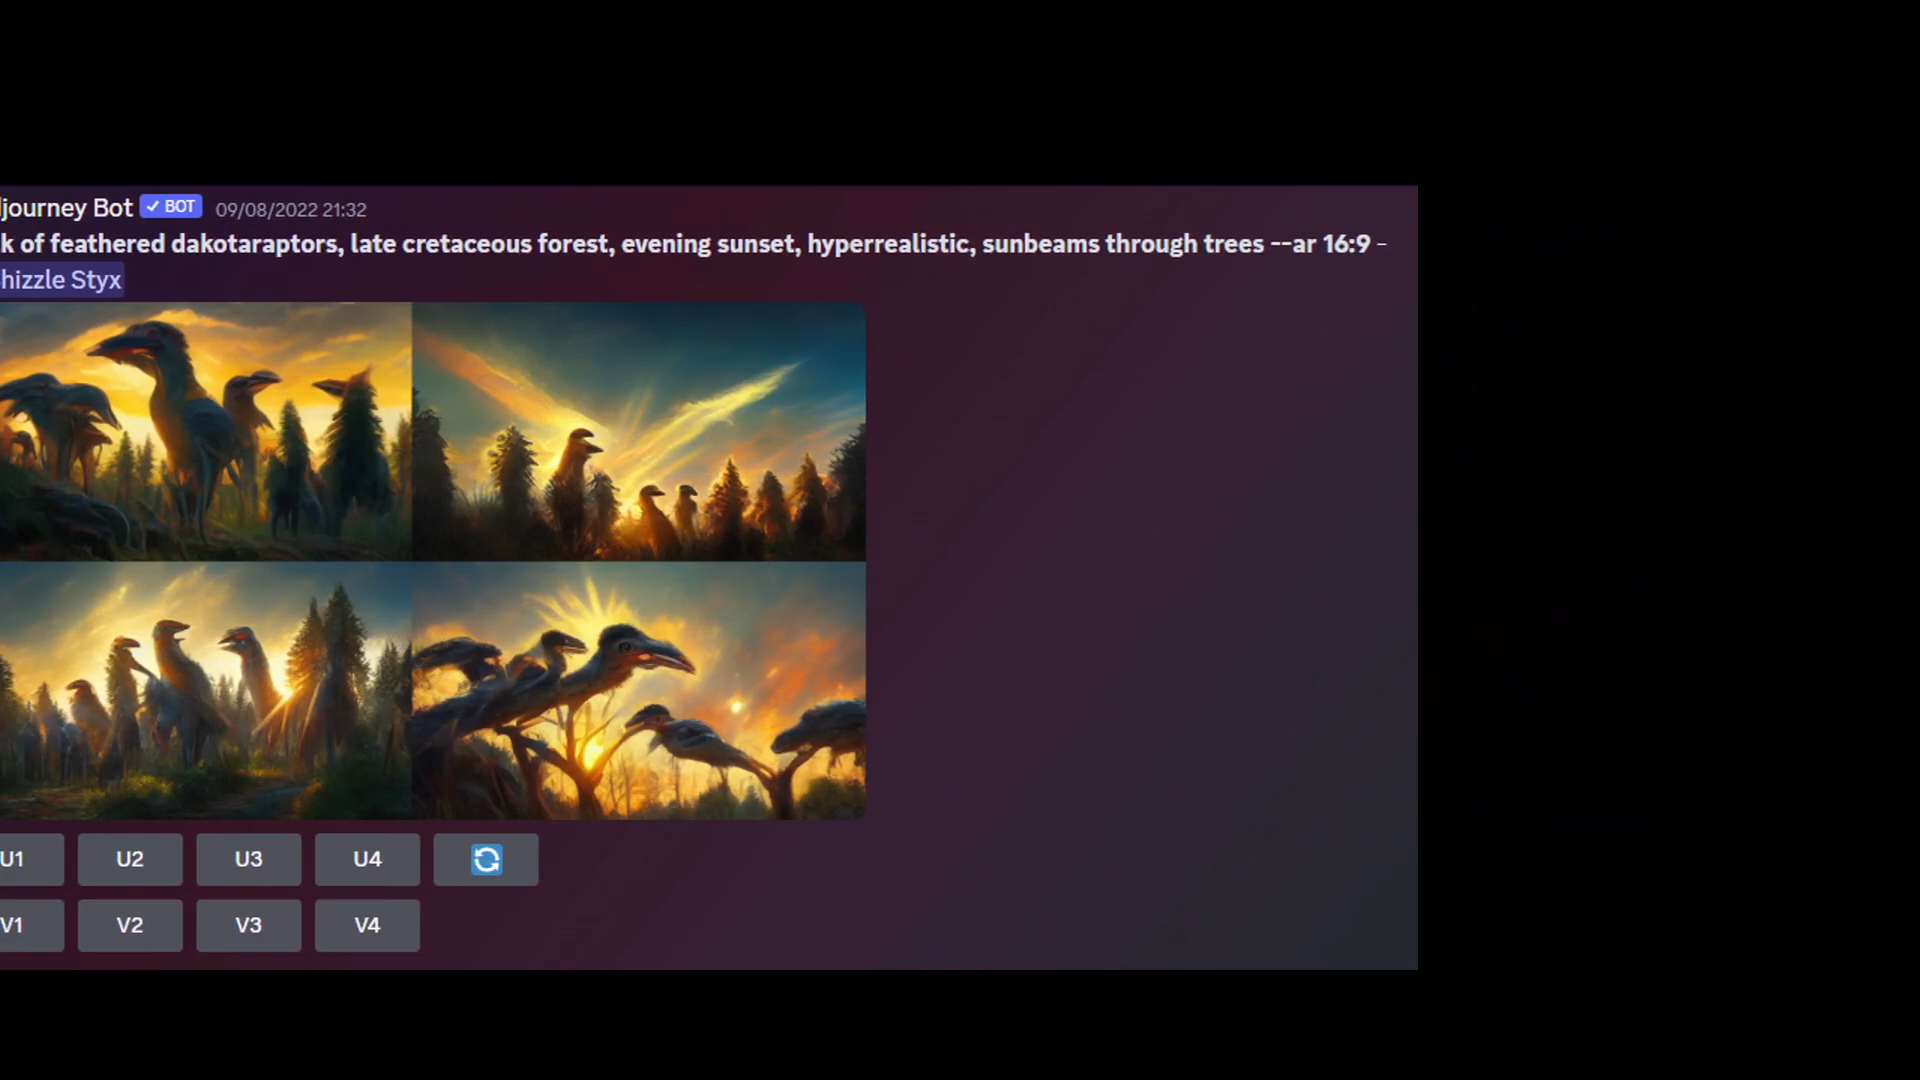 journey Bot BOT 09/08/2022 21:32
k of feathered dakotaraptors, late cretaceous forest, evening sunset, hyperrealistic, sunbeams through trees --ar 16:9 -
hizzle Styx
U1 U2 U3 U4
V1 V2 V3 V4